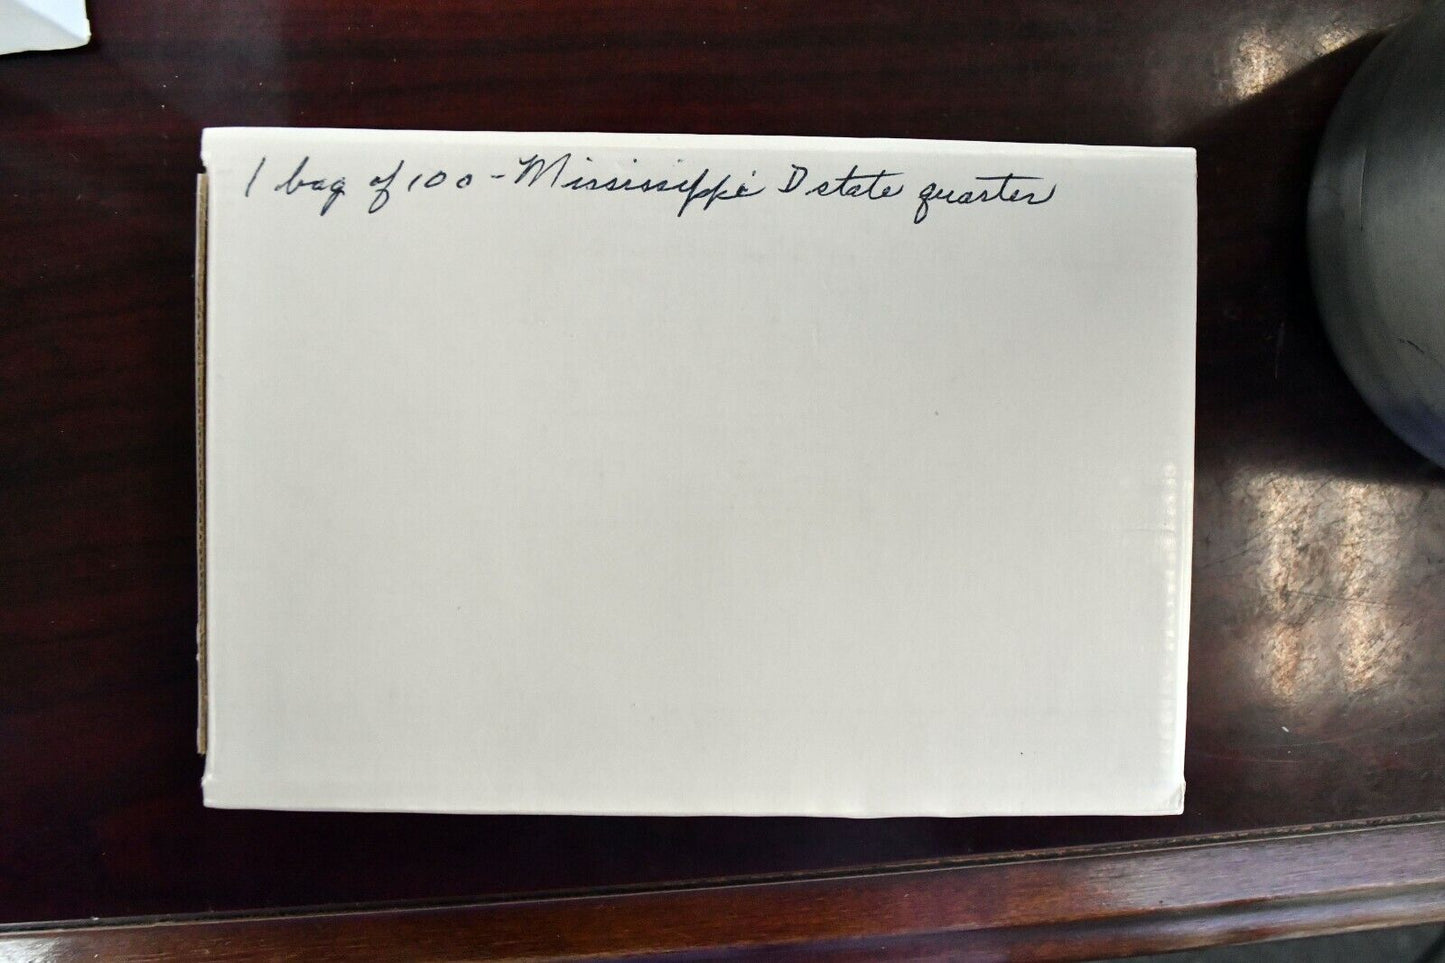 1 bag of 100 - Mississippi D state quarter